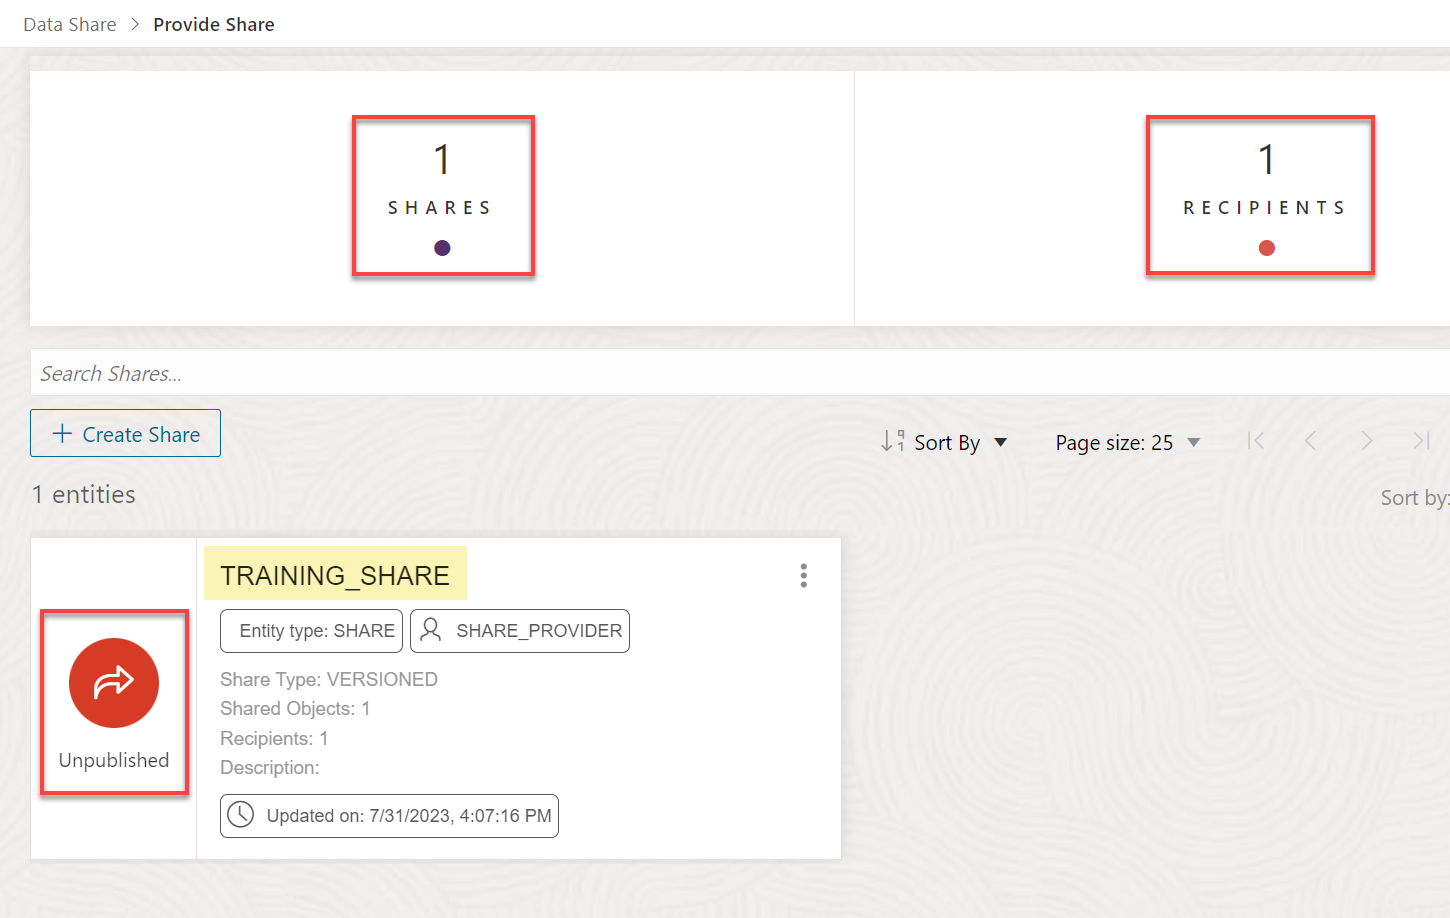 Data Share > Provide Share
1
SHARES
1
RECIPIENTS
Search Shares...
+ Create Share
Sort By
Page size: 25
1 entities
Sort by:
TRAINING_SHARE
Entity type: SHARE
SHARE_PROVIDER
Unpublished
Share Type: VERSIONED
Shared Objects: 1
Recipients: 1
Description:
Updated on: 7/31/2023, 4:07:16 PM